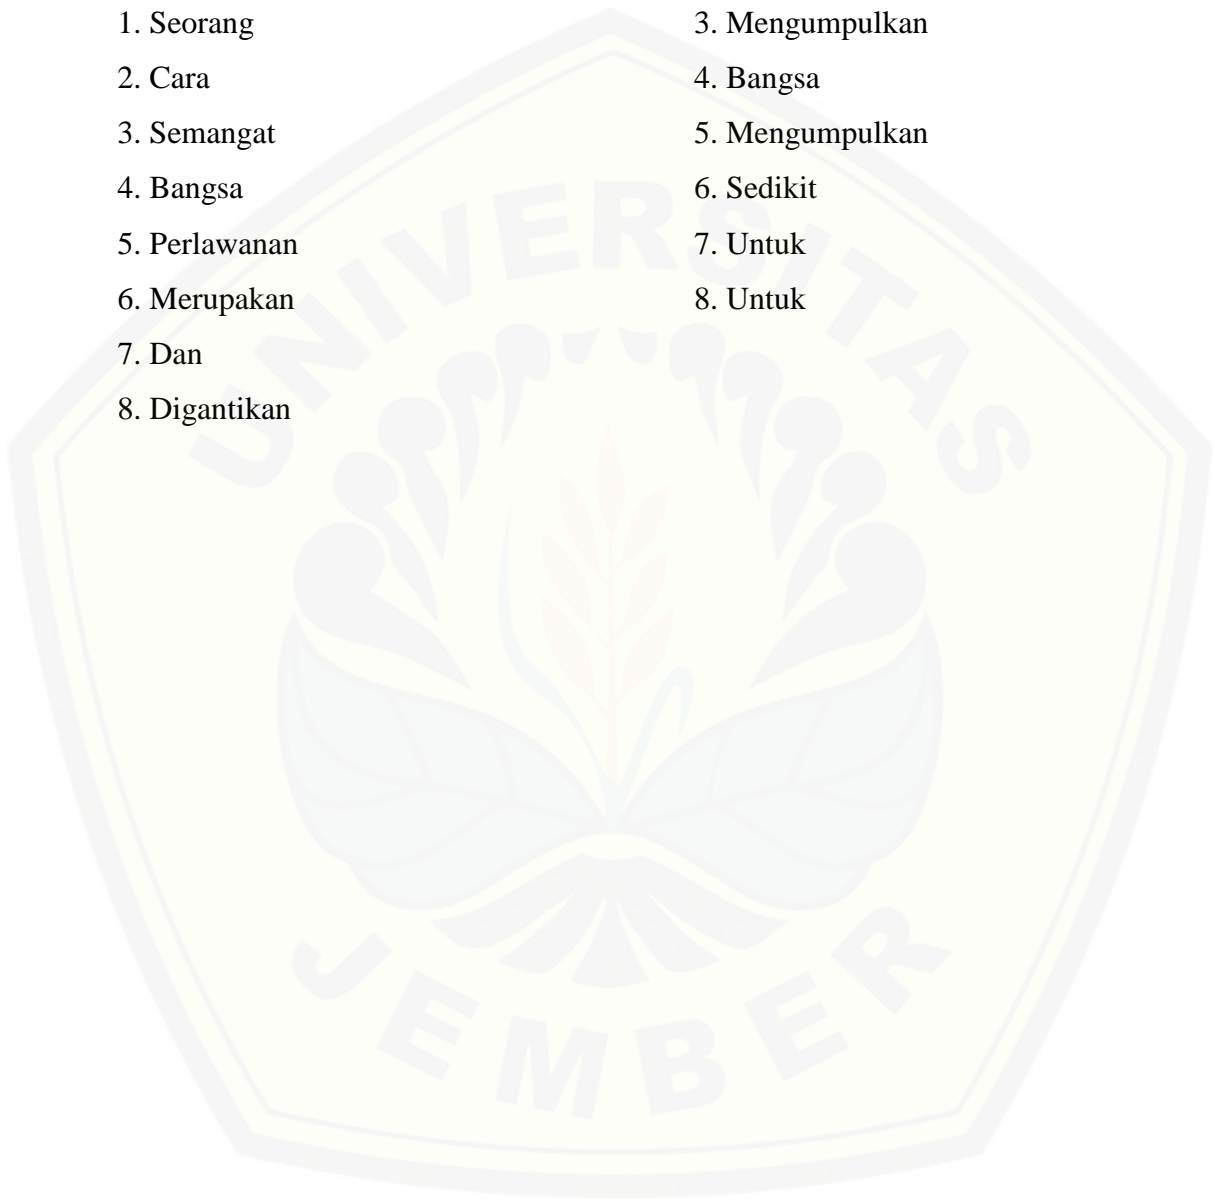 1. Seorang
2. Cara
3. Semangat
4. Bangsa
5. Perlawanan
6. Merupakan
7. Dan
8. Digantikan
3. Mengumpulkan
4. Bangsa
5. Mengumpulkan
6. Sedikit
7. Untuk
8. Untuk
UNIVERSITAS
JEMBER